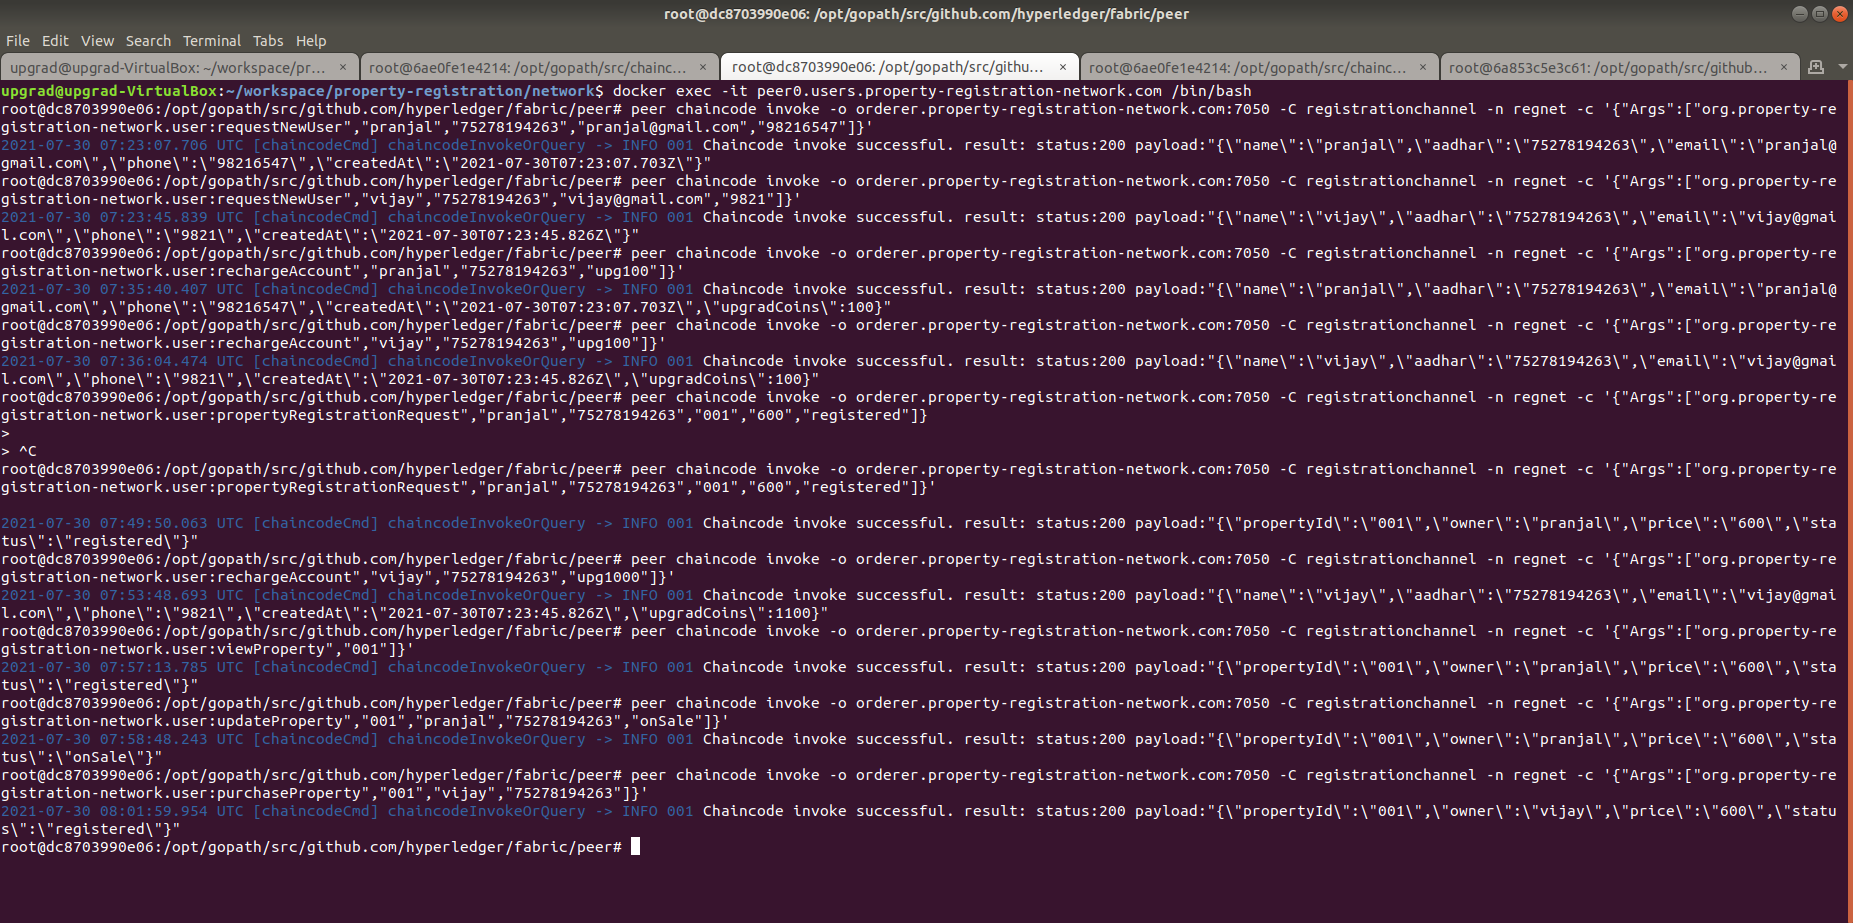 root@dc8703990e06: /opt/gopath/src/github.com/hyperledger/fabric/peer
File Edit View Search Terminal Tabs Help
upgrad@upgrad-VirtualBox: ~/workspace/pr... × root@6ae0fe1e4214: /opt/gopath/src/chainc... × root@dc8703990e06: /opt/gopath/src/githu... × root@6ae0fe1e4214: /opt/gopath/src/chainc... × root@6a853c5e3c61: /opt/gopath/src/github... ×
upgrad@upgrad-VirtualBox:~/workspace/property-registration/network$ docker exec -it peer0.users.property-registration-network.com /bin/bash
root@dc8703990e06:/opt/gopath/src/github.com/hyperledger/fabric/peer# peer chaincode invoke -o orderer.property-registration-network.com:7050 -C registrationchannel -n regnet -c '{"Args":["org.property-re
gistration-network.user:requestNewUser","pranjal","75278194263","pranjal@gmail.com","98216547"]}'
2021-07-30 07:23:07.706 UTC [chaincodeCmd] chaincodeInvokeOrQuery -> INFO 001 Chaincode invoke successful. result: status:200 payload:"{\"name\":\"pranjal\",\"aadhar\":\"75278194263\",\"email\":\"pranjal@
gmail.com\",\"phone\":\"98216547\",\"createdAt\":\"2021-07-30T07:23:07.703Z\"}"
root@dc8703990e06:/opt/gopath/src/github.com/hyperledger/fabric/peer# peer chaincode invoke -o orderer.property-registration-network.com:7050 -C registrationchannel -n regnet -c '{"Args":["org.property-re
gistration-network.user:requestNewUser","vijay","75278194263","vijay@gmail.com","9821"]}'
2021-07-30 07:23:45.839 UTC [chaincodeCmd] chaincodeInvokeOrQuery -> INFO 001 Chaincode invoke successful. result: status:200 payload:"{\"name\":\"vijay\",\"aadhar\":\"75278194263\",\"email\":\"vijay@gmai
l.com\",\"phone\":\"9821\",\"createdAt\":\"2021-07-30T07:23:45.826Z\"}"
root@dc8703990e06:/opt/gopath/src/github.com/hyperledger/fabric/peer# peer chaincode invoke -o orderer.property-registration-network.com:7050 -C registrationchannel -n regnet -c '{"Args":["org.property-re
gistration-network.user:rechargeAccount","pranjal","75278194263","upg100"]}'
2021-07-30 07:35:40.407 UTC [chaincodeCmd] chaincodeInvokeOrQuery -> INFO 001 Chaincode invoke successful. result: status:200 payload:"{\"name\":\"pranjal\",\"aadhar\":\"75278194263\",\"email\":\"pranjal@
gmail.com\",\"phone\":\"98216547\",\"createdAt\":\"2021-07-30T07:23:07.703Z\",\"upgradCoins\":100}"
root@dc8703990e06:/opt/gopath/src/github.com/hyperledger/fabric/peer# peer chaincode invoke -o orderer.property-registration-network.com:7050 -C registrationchannel -n regnet -c '{"Args":["org.property-re
gistration-network.user:rechargeAccount","vijay","75278194263","upg100"]}'
2021-07-30 07:36:04.474 UTC [chaincodeCmd] chaincodeInvokeOrQuery -> INFO 001 Chaincode invoke successful. result: status:200 payload:"{\"name\":\"vijay\",\"aadhar\":\"75278194263\",\"email\":\"vijay@gmai
l.com\",\"phone\":\"9821\",\"createdAt\":\"2021-07-30T07:23:45.826Z\",\"upgradCoins\":100}"
root@dc8703990e06:/opt/gopath/src/github.com/hyperledger/fabric/peer# peer chaincode invoke -o orderer.property-registration-network.com:7050 -C registrationchannel -n regnet -c '{"Args":["org.property-re
gistration-network.user:propertyRegistrationRequest","pranjal","75278194263","001","600","registered"]}
>
> ^C
root@dc8703990e06:/opt/gopath/src/github.com/hyperledger/fabric/peer# peer chaincode invoke -o orderer.property-registration-network.com:7050 -C registrationchannel -n regnet -c '{"Args":["org.property-re
gistration-network.user:propertyRegistrationRequest","pranjal","75278194263","001","600","registered"]}'
2021-07-30 07:49:50.063 UTC [chaincodeCmd] chaincodeInvokeOrQuery -> INFO 001 Chaincode invoke successful. result: status:200 payload:"{\"propertyId\":\"001\",\"owner\":\"pranjal\",\"price\":\"600\",\"sta
tus\":\"registered\"}"
root@dc8703990e06:/opt/gopath/src/github.com/hyperledger/fabric/peer# peer chaincode invoke -o orderer.property-registration-network.com:7050 -C registrationchannel -n regnet -c '{"Args":["org.property-re
gistration-network.user:rechargeAccount","vijay","75278194263","upg1000"]}'
2021-07-30 07:53:48.693 UTC [chaincodeCmd] chaincodeInvokeOrQuery -> INFO 001 Chaincode invoke successful. result: status:200 payload:"{\"name\":\"vijay\",\"aadhar\":\"75278194263\",\"email\":\"vijay@gmai
l.com\",\"phone\":\"9821\",\"createdAt\":\"2021-07-30T07:23:45.826Z\",\"upgradCoins\":1100}"
root@dc8703990e06:/opt/gopath/src/github.com/hyperledger/fabric/peer# peer chaincode invoke -o orderer.property-registration-network.com:7050 -C registrationchannel -n regnet -c '{"Args":["org.property-re
gistration-network.user:viewProperty","001"]}'
2021-07-30 07:57:13.785 UTC [chaincodeCmd] chaincodeInvokeOrQuery -> INFO 001 Chaincode invoke successful. result: status:200 payload:"{\"propertyId\":\"001\",\"owner\":\"pranjal\",\"price\":\"600\",\"sta
tus\":\"registered\"}"
root@dc8703990e06:/opt/gopath/src/github.com/hyperledger/fabric/peer# peer chaincode invoke -o orderer.property-registration-network.com:7050 -C registrationchannel -n regnet -c '{"Args":["org.property-re
gistration-network.user:updateProperty","001","pranjal","75278194263","onSale"]}'
2021-07-30 07:58:48.243 UTC [chaincodeCmd] chaincodeInvokeOrQuery -> INFO 001 Chaincode invoke successful. result: status:200 payload:"{\"propertyId\":\"001\",\"owner\":\"pranjal\",\"price\":\"600\",\"sta
tus\":\"onSale\"}"
root@dc8703990e06:/opt/gopath/src/github.com/hyperledger/fabric/peer# peer chaincode invoke -o orderer.property-registration-network.com:7050 -C registrationchannel -n regnet -c '{"Args":["org.property-re
gistration-network.user:purchaseProperty","001","vijay","75278194263"]}'
2021-07-30 08:01:59.954 UTC [chaincodeCmd] chaincodeInvokeOrQuery -> INFO 001 Chaincode invoke successful. result: status:200 payload:"{\"propertyId\":\"001\",\"owner\":\"vijay\",\"price\":\"600\",\"statu
s\":\"registered\"}"
root@dc8703990e06:/opt/gopath/src/github.com/hyperledger/fabric/peer#